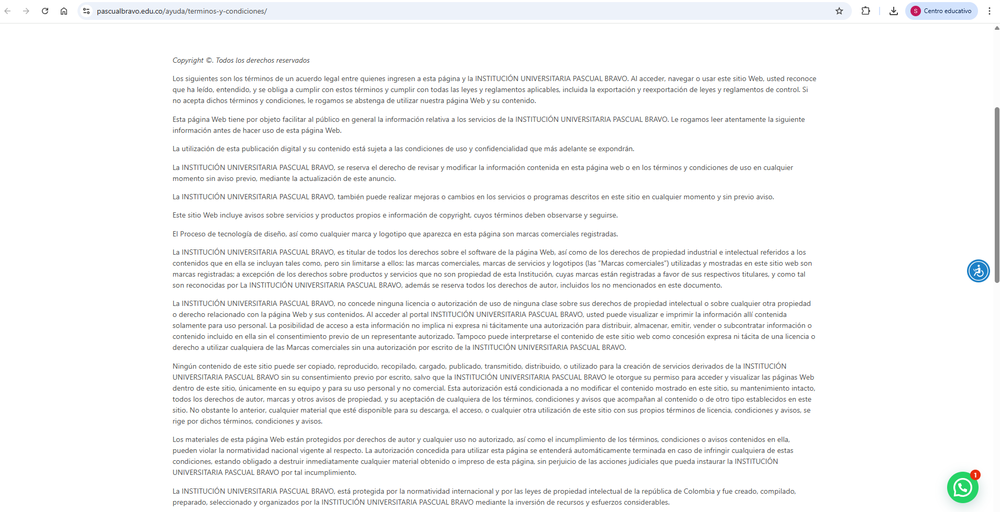 pascualbravo.edu.co/ayuda/terminos-y-condiciones/
S
Centro educativo
Copyright ©. Todos los derechos reservados
Los siguientes son los términos de un acuerdo legal entre quienes ingresen a esta página y la INSTITUCIÓN UNIVERSITARIA PASCUAL BRAVO. Al acceder, navegar o usar este sitio Web, usted reconoce
que ha leído, entendido, y se obliga a cumplir con estos términos y cumplir con todas las leyes y reglamentos aplicables, incluida la exportación y reexportación de leyes y reglamentos de control. Si
no acepta dichos términos y condiciones, le rogamos se abstenga de utilizar nuestra página Web y su contenido.
Esta página Web tiene por objeto facilitar al público en general la información relativa a los servicios de la INSTITUCIÓN UNIVERSITARIA PASCUAL BRAVO. Le rogamos leer atentamente la siguiente
información antes de hacer uso de esta página Web.
La utilización de esta publicación digital y su contenido está sujeta a las condiciones de uso y confidencialidad que más adelante se expondrán.
La INSTITUCIÓN UNIVERSITARIA PASCUAL BRAVO, se reserva el derecho de revisar y modificar la información contenida en esta página web o en los términos y condiciones de uso en cualquier
momento sin aviso previo, mediante la actualización de este anuncio.
La INSTITUCIÓN UNIVERSITARIA PASCUAL BRAVO, también puede realizar mejoras o cambios en los servicios o programas descritos en este sitio en cualquier momento y sin previo aviso.
Este sitio Web incluye avisos sobre servicios y productos propios e información de copyright, cuyos términos deben observarse y seguirse.
El Proceso de tecnología de diseño, así como cualquier marca y logotipo que aparezca en esta página son marcas comerciales registradas.
La INSTITUCIÓN UNIVERSITARIA PASCUAL BRAVO, es titular de todos los derechos sobre el software de la página Web, así como de los derechos de propiedad industrial e intelectual referidos a los
contenidos que en ella se incluyan tales como, pero sin limitarse a ellos: las marcas comerciales, marcas de servicios y logotipos (las “Marcas comerciales”) utilizadas y mostradas en este sitio web son
marcas registradas; a excepción de los derechos sobre productos y servicios que no son propiedad de esta Institución, cuyas marcas están registradas a favor de sus respectivos titulares, y como tal
son reconocidas por La INSTITUCIÓN UNIVERSITARIA PASCUAL BRAVO, además se reserva todos los derechos de autor, incluidos los no mencionados en este documento.
La INSTITUCIÓN UNIVERSITARIA PASCUAL BRAVO, no concede ninguna licencia o autorización de uso de ninguna clase sobre sus derechos de propiedad intelectual o sobre cualquier otra propiedad
o derecho relacionado con la página Web y sus contenidos. Al acceder al portal INSTITUCIÓN UNIVERSITARIA PASCUAL BRAVO, usted puede visualizar e imprimir la información allí contenida
solamente para uso personal. La posibilidad de acceso a esta información no implica ni expresa ni tácitamente una autorización para distribuir, almacenar, emitir, vender o subcontratar información o
contenido incluido en ella sin el consentimiento previo de un representante autorizado. Tampoco puede interpretarse el contenido de este sitio web como concesión expresa ni tácita de una licencia o
derecho a utilizar cualquiera de las Marcas comerciales sin una autorización por escrito de la INSTITUCIÓN UNIVERSITARIA PASCUAL BRAVO.
Ningún contenido de este sitio puede ser copiado, reproducido, recopilado, cargado, publicado, transmitido, distribuido, o utilizado para la creación de servicios derivados de la INSTITUCIÓN
UNIVERSITARIA PASCUAL BRAVO sin su consentimiento previo por escrito, salvo que la INSTITUCIÓN UNIVERSITARIA PASCUAL BRAVO le otorgue su permiso para acceder y visualizar las páginas Web
dentro de este sitio, únicamente en su equipo y para su uso personal y no comercial. Esta autorización está condicionada a no modificar el contenido mostrado en este sitio, su mantenimiento intacto,
todos los derechos de autor, marcas y otros avisos de propiedad, y su aceptación de cualquiera de los términos, condiciones y avisos que acompañan al contenido o de otro tipo establecidos en este
sitio. No obstante lo anterior, cualquier material que esté disponible para su descarga, el acceso, o cualquier otra utilización de este sitio con sus propios términos de licencia, condiciones y avisos, se
rige por dichos términos, condiciones y avisos.
Los materiales de esta página Web están protegidos por derechos de autor y cualquier uso no autorizado, así como el incumplimiento de los términos, condiciones o avisos contenidos en ella,
pueden violar la normatividad nacional vigente al respecto. La autorización concedida para utilizar esta página se entenderá automáticamente terminada en caso de infringir cualquiera de estas
condiciones, estando obligado a destruir inmediatamente cualquier material obtenido o impreso de esta página, sin perjuicio de las acciones judiciales que pueda instaurar la INSTITUCIÓN
UNIVERSITARIA PASCUAL BRAVO por tal incumplimiento.
1
La INSTITUCIÓN UNIVERSITARIA PASCUAL BRAVO, está protegida por la normatividad internacional y por las leyes de propiedad intelectual de la república de Colombia y fue creado, compilado,
preparado, seleccionado y organizados por la INSTITUCIÓN UNIVERSITARIA PASCUAL BRAVO mediante la inversión de recursos y esfuerzos considerables.